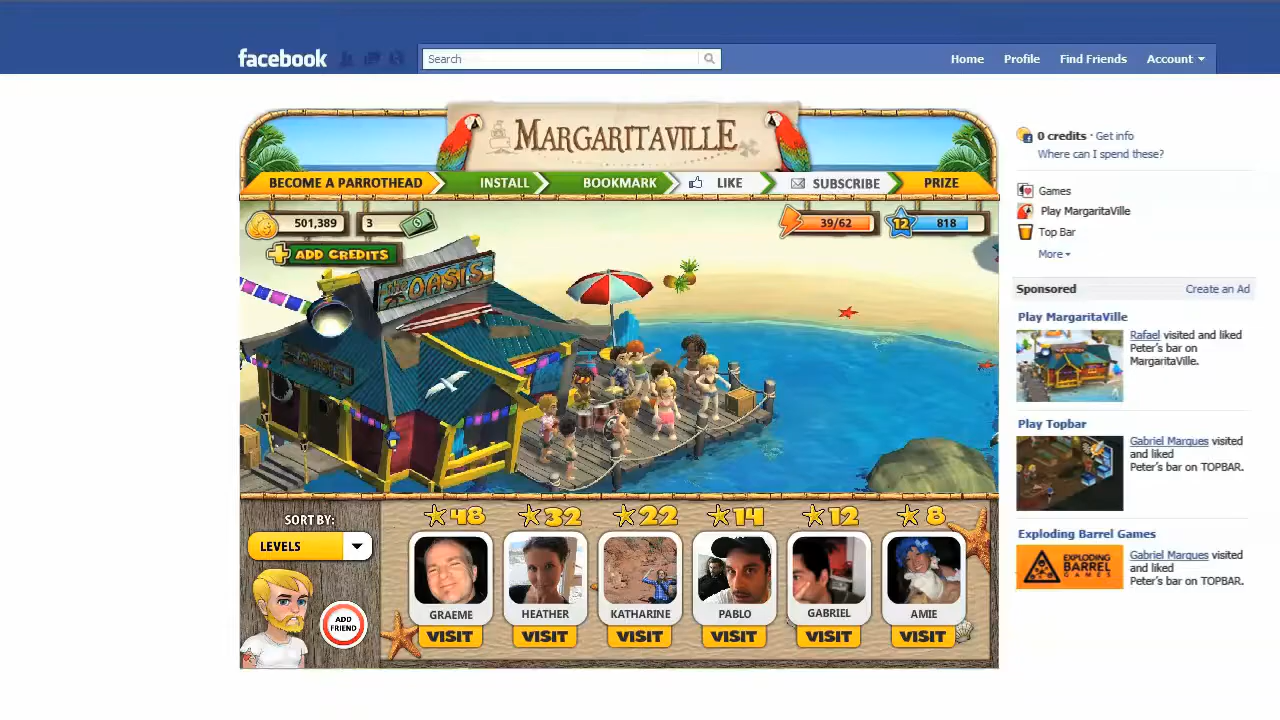 facebook
Search
Home Profile Find Friends Account
MARGARITAVILLE
BECOME A PARROTHEAD INSTALL BOOKMARK LIKE SUBSCRIBE PRIZE
501,389 3 39/62 12 818
ADD CREDITS
THE OASIS
SORT BY:
LEVELS
ADD FRIEND
48 32 22 14 12 8
GRAEME HEATHER KATHARINE PABLO GABRIEL AMIE
VISIT VISIT VISIT VISIT VISIT VISIT
0 credits · Get info
Where can I spend these?
Games
Play MargaritaVille
Top Bar
More
Sponsored Create an Ad
Play MargaritaVille
Rafael visited and liked
Peter's bar on
MargaritaVille.
Play Topbar
Gabriel Marques visited
and liked
Peter's bar on TOPBAR.
Exploding Barrel Games
EXPLODING
BARREL
GAMES
Gabriel Marques visited
and liked
Peter's bar on TOPBAR.